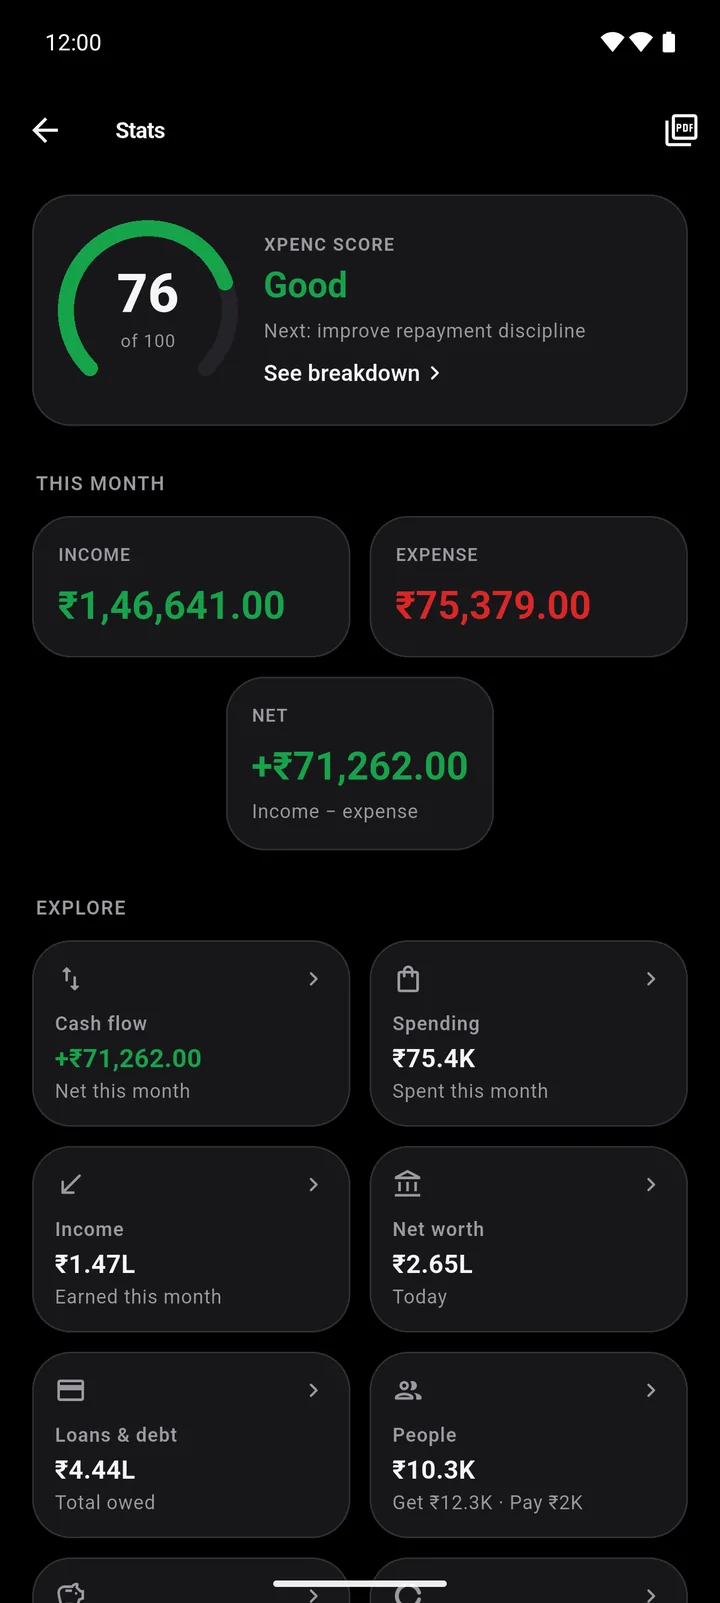 12:00
Stats
PDF
XPENC SCORE
76
of 100
Good
Next: improve repayment discipline
See breakdown
THIS MONTH
INCOME
₹1,46,641.00
EXPENSE
₹75,379.00
NET
+₹71,262.00
Income − expense
EXPLORE
Cash flow
+₹71,262.00
Net this month
Spending
₹75.4K
Spent this month
Income
₹1.47L
Earned this month
Net worth
₹2.65L
Today
Loans & debt
₹4.44L
Total owed
People
₹10.3K
Get ₹12.3K · Pay ₹2K